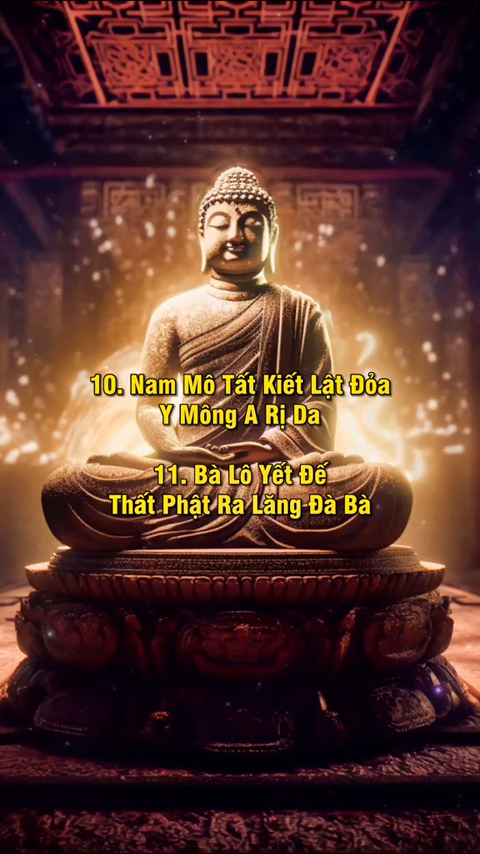 10. Nam Mô Tất Kiết Lật Đỏa
Y Mông A Rị Da
11. Bà Lô Yết Đế
Thất Phật Ra Lăng Đà Bà